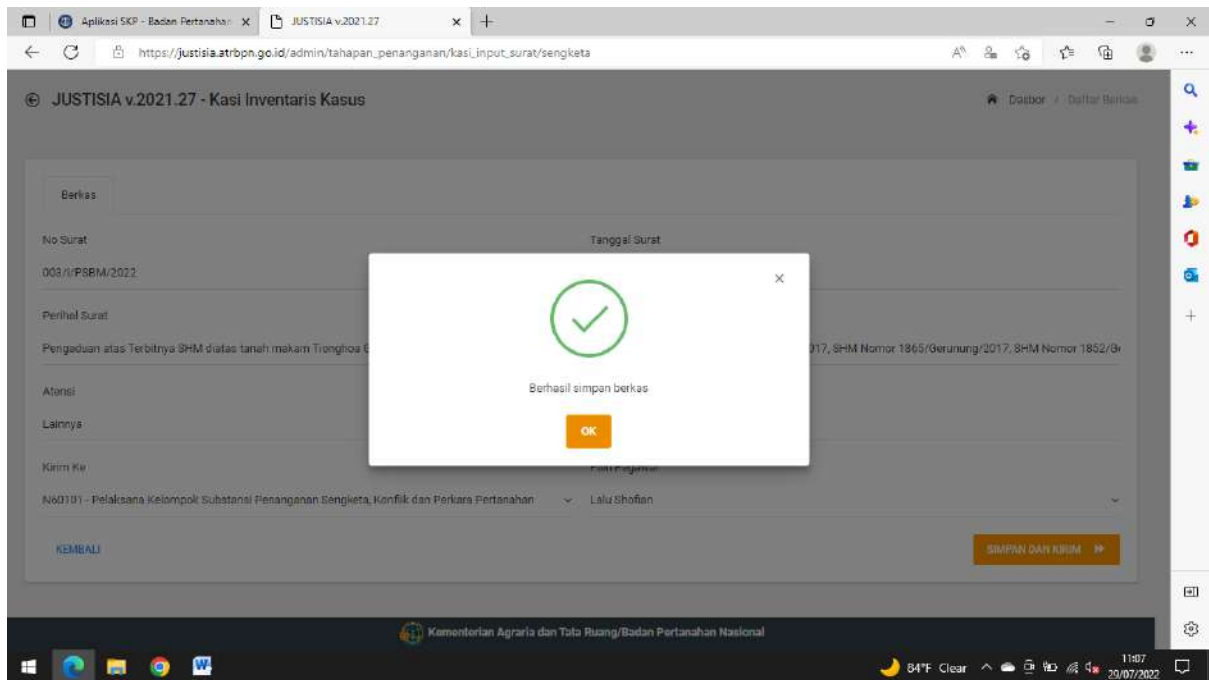 Aplikasi SKP - Badan Pertanahan
JUSTISIA v.2021.27
https://justisia.atrbpn.go.id/admin/tahapan_penanganan/kasi_input_surat/sengketa
JUSTISIA v.2021.27 - Kasi Inventaris Kasus
Dasbor / Daftar Berkas
Berkas
No Surat
Tanggal Surat
003/I/PSBM/2022
Perihal Surat
Pengaduan atas Terbitnya SHM diatas tanah makam Tionghoa
017, SHM Nomor 1865/Gerunung/2017, SHM Nomor 1852/Ge
Berhasil simpan berkas
Atensi
OK
Lainnya
Kirim Ke
N60101 - Pelaksana Kelompok Substansi Penanganan Sengketa, Konflik dan Perkara Pertanahan
Lalu Shofian
KEMBALI
SIMPAN DAN KIRIM
Kementerian Agraria dan Tata Ruang/Badan Pertanahan Nasional
84°F Clear
11:07
29/07/2022